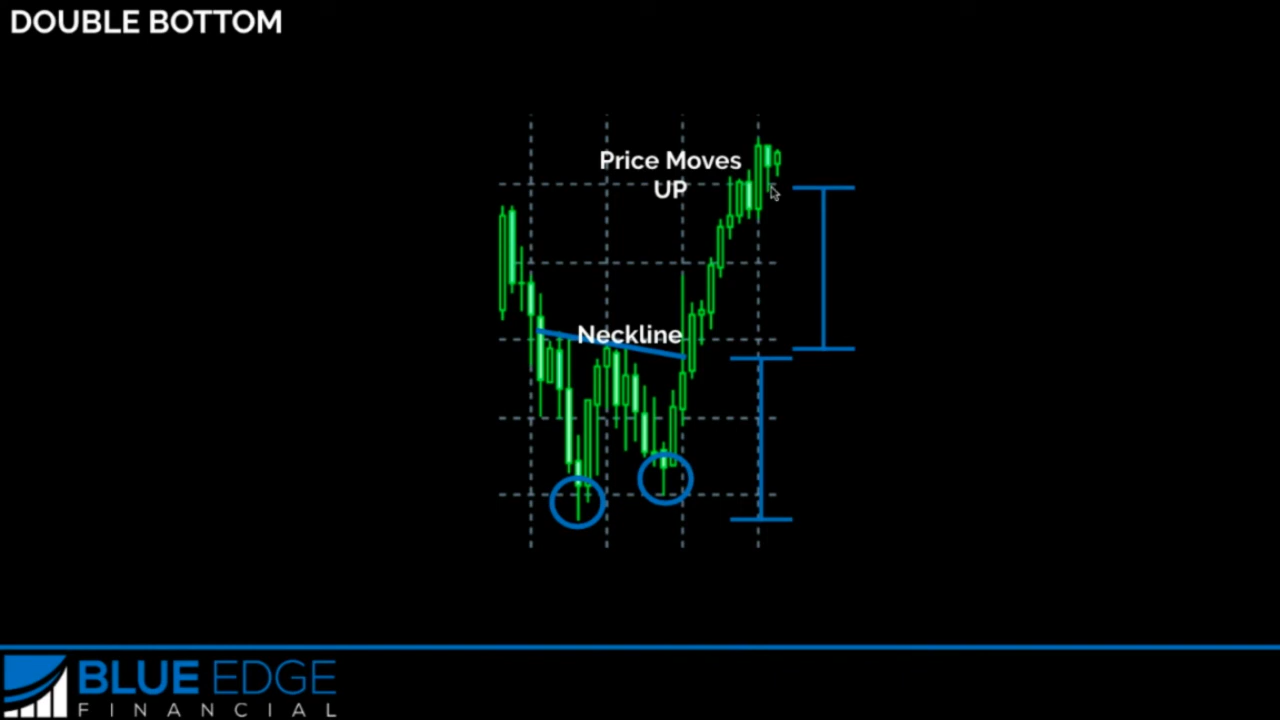 DOUBLE BOTTOM
Price Moves
UP
Neckline
BLUE EDGE
FINANCIAL